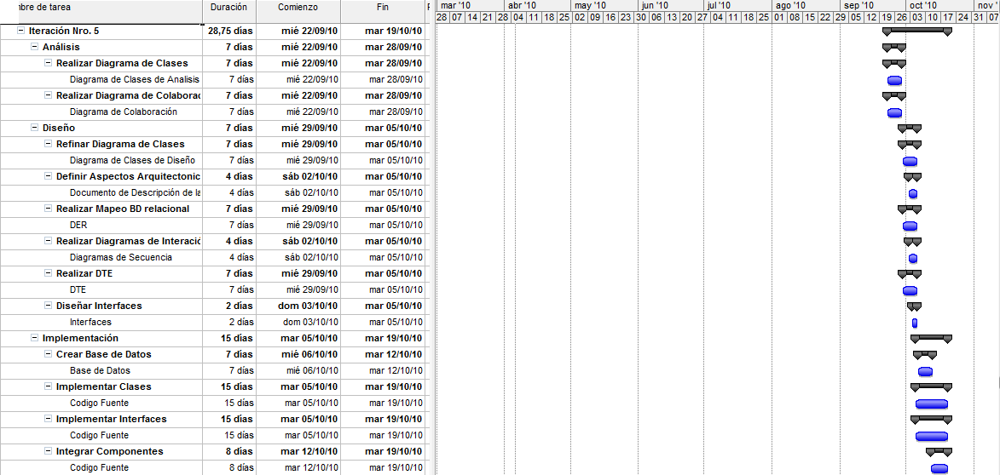 nbre de tarea Duración Comienzo Fin F mar '10 abr '10 may '10 jun '10 jul '10 ago '10 sep '10 oct '10 nov '
28 07 14 21 28 04 11 18 25 02 09 16 23 30 06 13 20 27 04 11 18 25 01 08 15 22 29 05 12 19 26 03 10 17 24 31 07
Iteración Nro. 5 28,75 días mié 22/09/10 mar 19/10/10
Análisis 7 días mié 22/09/10 mar 28/09/10
Realizar Diagrama de Clases 7 días mié 22/09/10 mar 28/09/10
Diagrama de Clases de Analisis 7 días mié 22/09/10 mar 28/09/10
Realizar Diagrama de Colaborac 7 días mié 22/09/10 mar 28/09/10
Diagrama de Colaboración 7 días mié 22/09/10 mar 28/09/10
Diseño 7 días mié 29/09/10 mar 05/10/10
Refinar Diagrama de Clases 7 días mié 29/09/10 mar 05/10/10
Diagrama de Clases de Diseño 7 días mié 29/09/10 mar 05/10/10
Definir Aspectos Arquitectonic 4 días sáb 02/10/10 mar 05/10/10
Documento de Descripción de la 4 días sáb 02/10/10 mar 05/10/10
Realizar Mapeo BD relacional 7 días mié 29/09/10 mar 05/10/10
DER 7 días mié 29/09/10 mar 05/10/10
Realizar Diagramas de Interació 4 días sáb 02/10/10 mar 05/10/10
Diagramas de Secuencia 4 días sáb 02/10/10 mar 05/10/10
Realizar DTE 7 días mié 29/09/10 mar 05/10/10
DTE 7 días mié 29/09/10 mar 05/10/10
Diseñar Interfaces 2 días dom 03/10/10 mar 05/10/10
Interfaces 2 días dom 03/10/10 mar 05/10/10
Implementación 15 días mar 05/10/10 mar 19/10/10
Crear Base de Datos 7 días mié 06/10/10 mar 12/10/10
Base de Datos 7 días mié 06/10/10 mar 12/10/10
Implementar Clases 15 días mar 05/10/10 mar 19/10/10
Codigo Fuente 15 días mar 05/10/10 mar 19/10/10
Implementar Interfaces 15 días mar 05/10/10 mar 19/10/10
Codigo Fuente 15 días mar 05/10/10 mar 19/10/10
Integrar Componentes 8 días mar 12/10/10 mar 19/10/10
Codigo Fuente 8 días mar 12/10/10 mar 19/10/10